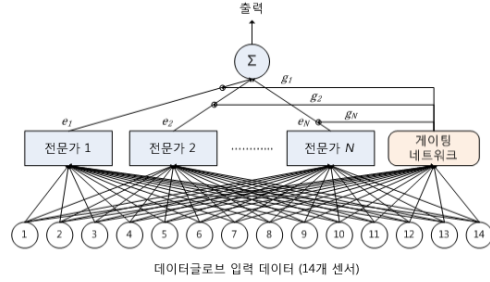 출력
Σ
g1
g2
gN
e1
e2
eN
전문가 1
전문가 2
............
전문가 N
게이팅
네트워크
1 2 3 4 5 6 7 8 9 10 11 12 13 14
데이터글로브 입력 데이터 (14개 센서)